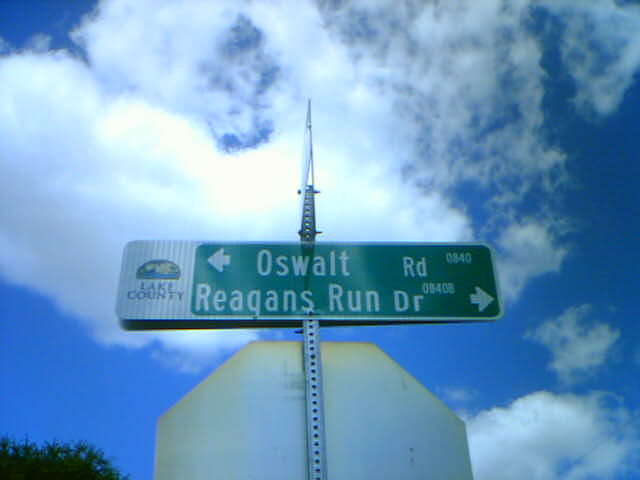 LAKE
COUNTY
Oswalt Rd 0840
Reagans Run Dr 0840B